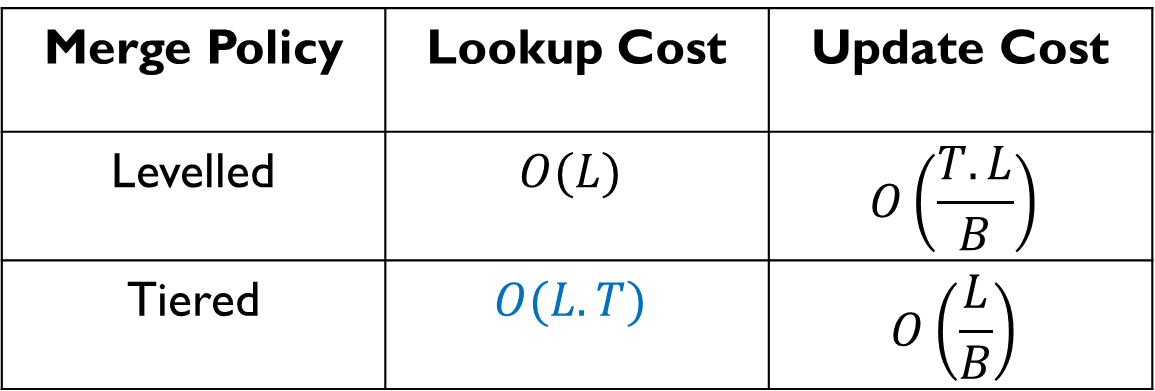 Merge Policy Lookup Cost Update Cost
Levelled O(L) O(T.L/B)
Tiered O(L.T) O(L/B)